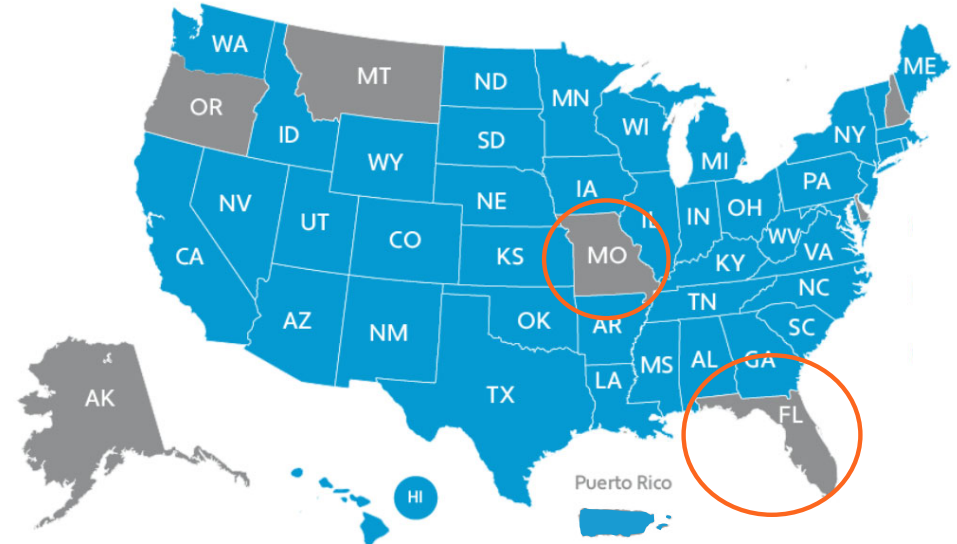 WA
MT
ND
MN
ME
OR
ID
SD
WI
NY
WY
MI
PA
IA
NE
NV
IL
IN
OH
UT
CO
WV
VA
CA
KS
MO
KY
NC
AZ
NM
OK
AR
TN
SC
MS
AL
GA
LA
TX
AK
FL
HI
Puerto Rico